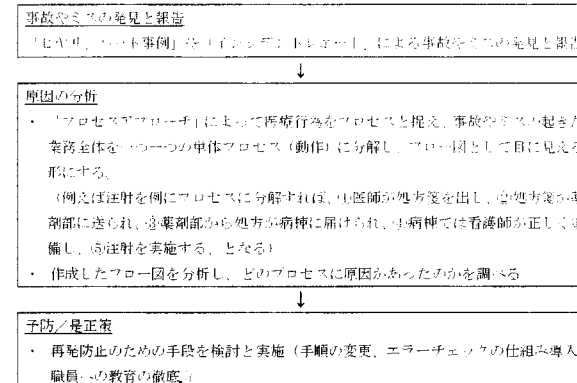 事故やミスの発見と報告
「ヒヤリ、ハット事例」や「インシデントレポート」による事故やミスの発見と報告
↓
原因の分析
・ 「プロセスアプローチ」によって医療行為をプロセスと捉え、事故やミスの起きた
業務全体を一つ一つの単体プロセス（動作）に分解し、フロー図として目に見える
形にする。
（例えば注射を例にプロセスに分解すれば、①医師が処方箋を出し、②処方箋が薬
剤部に送られ、③薬剤部から処方が病棟に届けられ、④病棟では看護師が正しく準
備し、⑤注射を実施する、となる）
・ 作成したフロー図を分析し、どのプロセスに原因があったのかを調べる
↓
予防／是正策
・ 再発防止のための手段を検討と実施（手順の変更、エラーチェックの仕組み導入
職員への教育の徹底